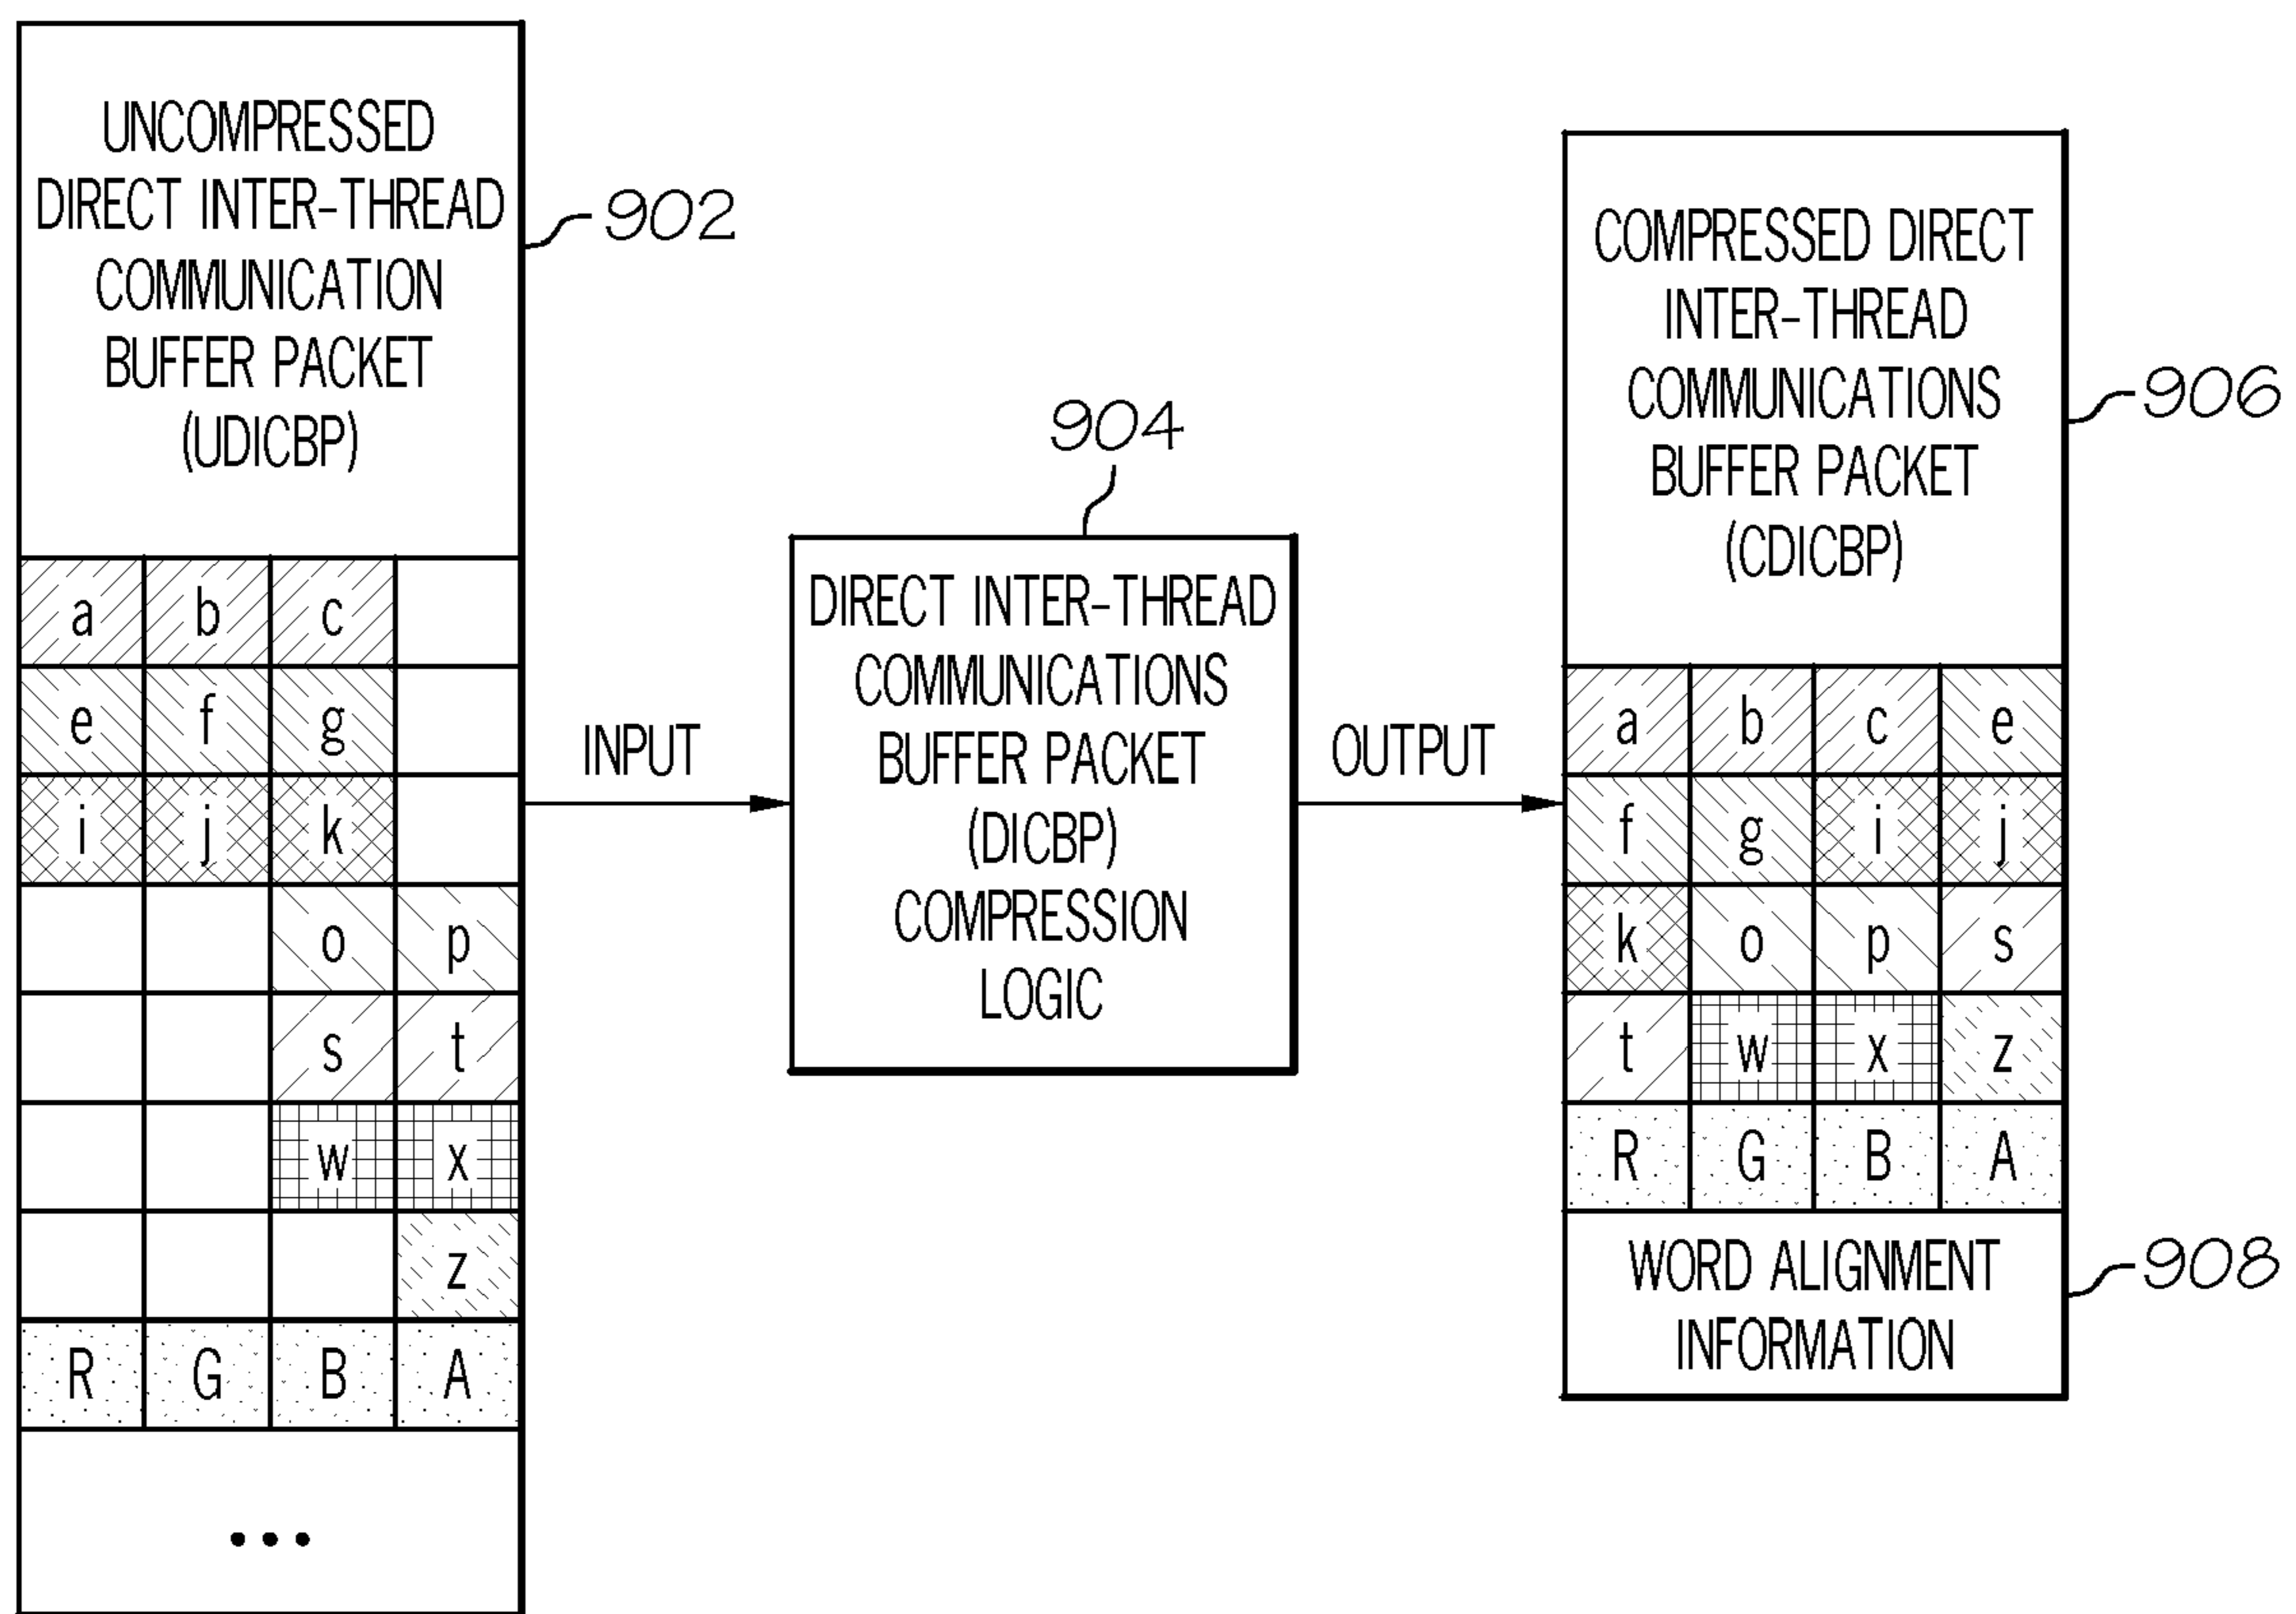 UNCOMPRESSED
DIRECT INTER-THREAD
COMMUNICATION
BUFFER PACKET
(UDICBP)
902
a b c
e f g
i j k
o p
s t
w x
z
R G B A
...
INPUT
904
DIRECT INTER-THREAD
COMMUNICATIONS
BUFFER PACKET
(DICBP)
COMPRESSION
LOGIC
OUTPUT
COMPRESSED DIRECT
INTER-THREAD
COMMUNICATIONS
BUFFER PACKET
(CDICBP)
906
a b c e
f g i j
k o p s
t w x z
R G B A
WORD ALIGNMENT
INFORMATION
908